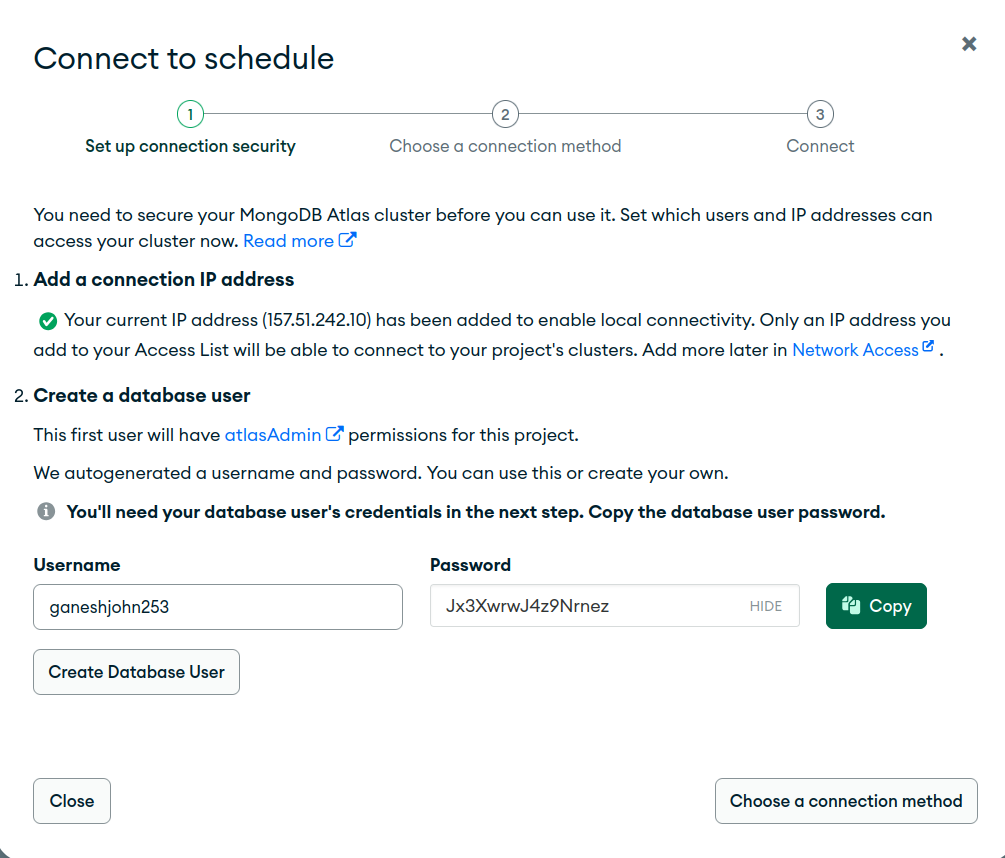 Connect to schedule
1
2
3
Set up connection security
Choose a connection method
Connect
You need to secure your MongoDB Atlas cluster before you can use it. Set which users and IP addresses can
access your cluster now. Read more
1. Add a connection IP address
Your current IP address (157.51.242.10) has been added to enable local connectivity. Only an IP address you
add to your Access List will be able to connect to your project's clusters. Add more later in Network Access .
2. Create a database user
This first user will have atlasAdmin permissions for this project.
We autogenerated a username and password. You can use this or create your own.
You'll need your database user's credentials in the next step. Copy the database user password.
Username
Password
ganeshjohn253
Jx3XwrwJ4z9Nrnez
HIDE
Copy
Create Database User
Close
Choose a connection method